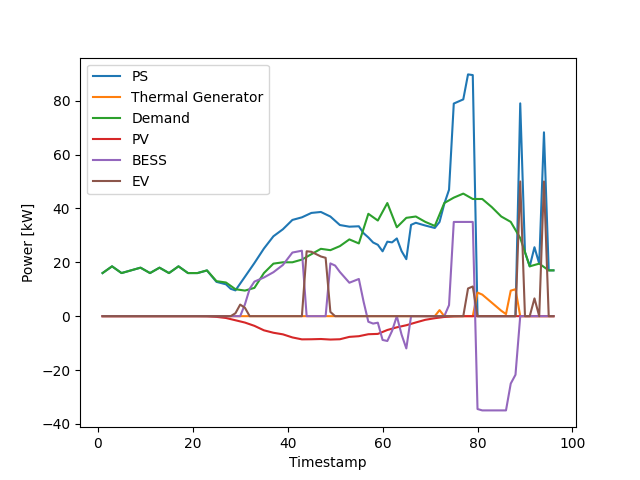 PS
Thermal Generator
Demand
PV
BESS
EV
Power [kW]
80
60
40
20
0
−20
−40
0 20 40 60 80 100
Timestamp